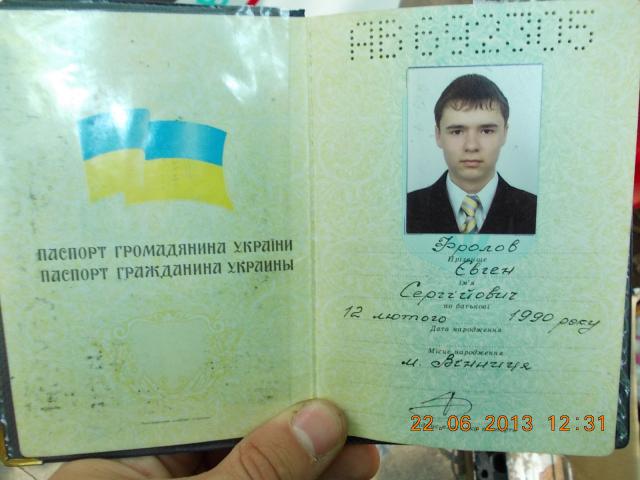 ПАСПОРТ ГРОМАДЯНИНА УКРАЇНИ
ПАСПОРТ ГРАЖДАНИНА УКРАИНЫ
АВ 692305
Фролов
Прізвище
Євген
Ім'я
Сергійович
по батькові
12 лютого 1990 року
Дата народження
Місце народження
м. Вінниця
22.06.2013 12:31